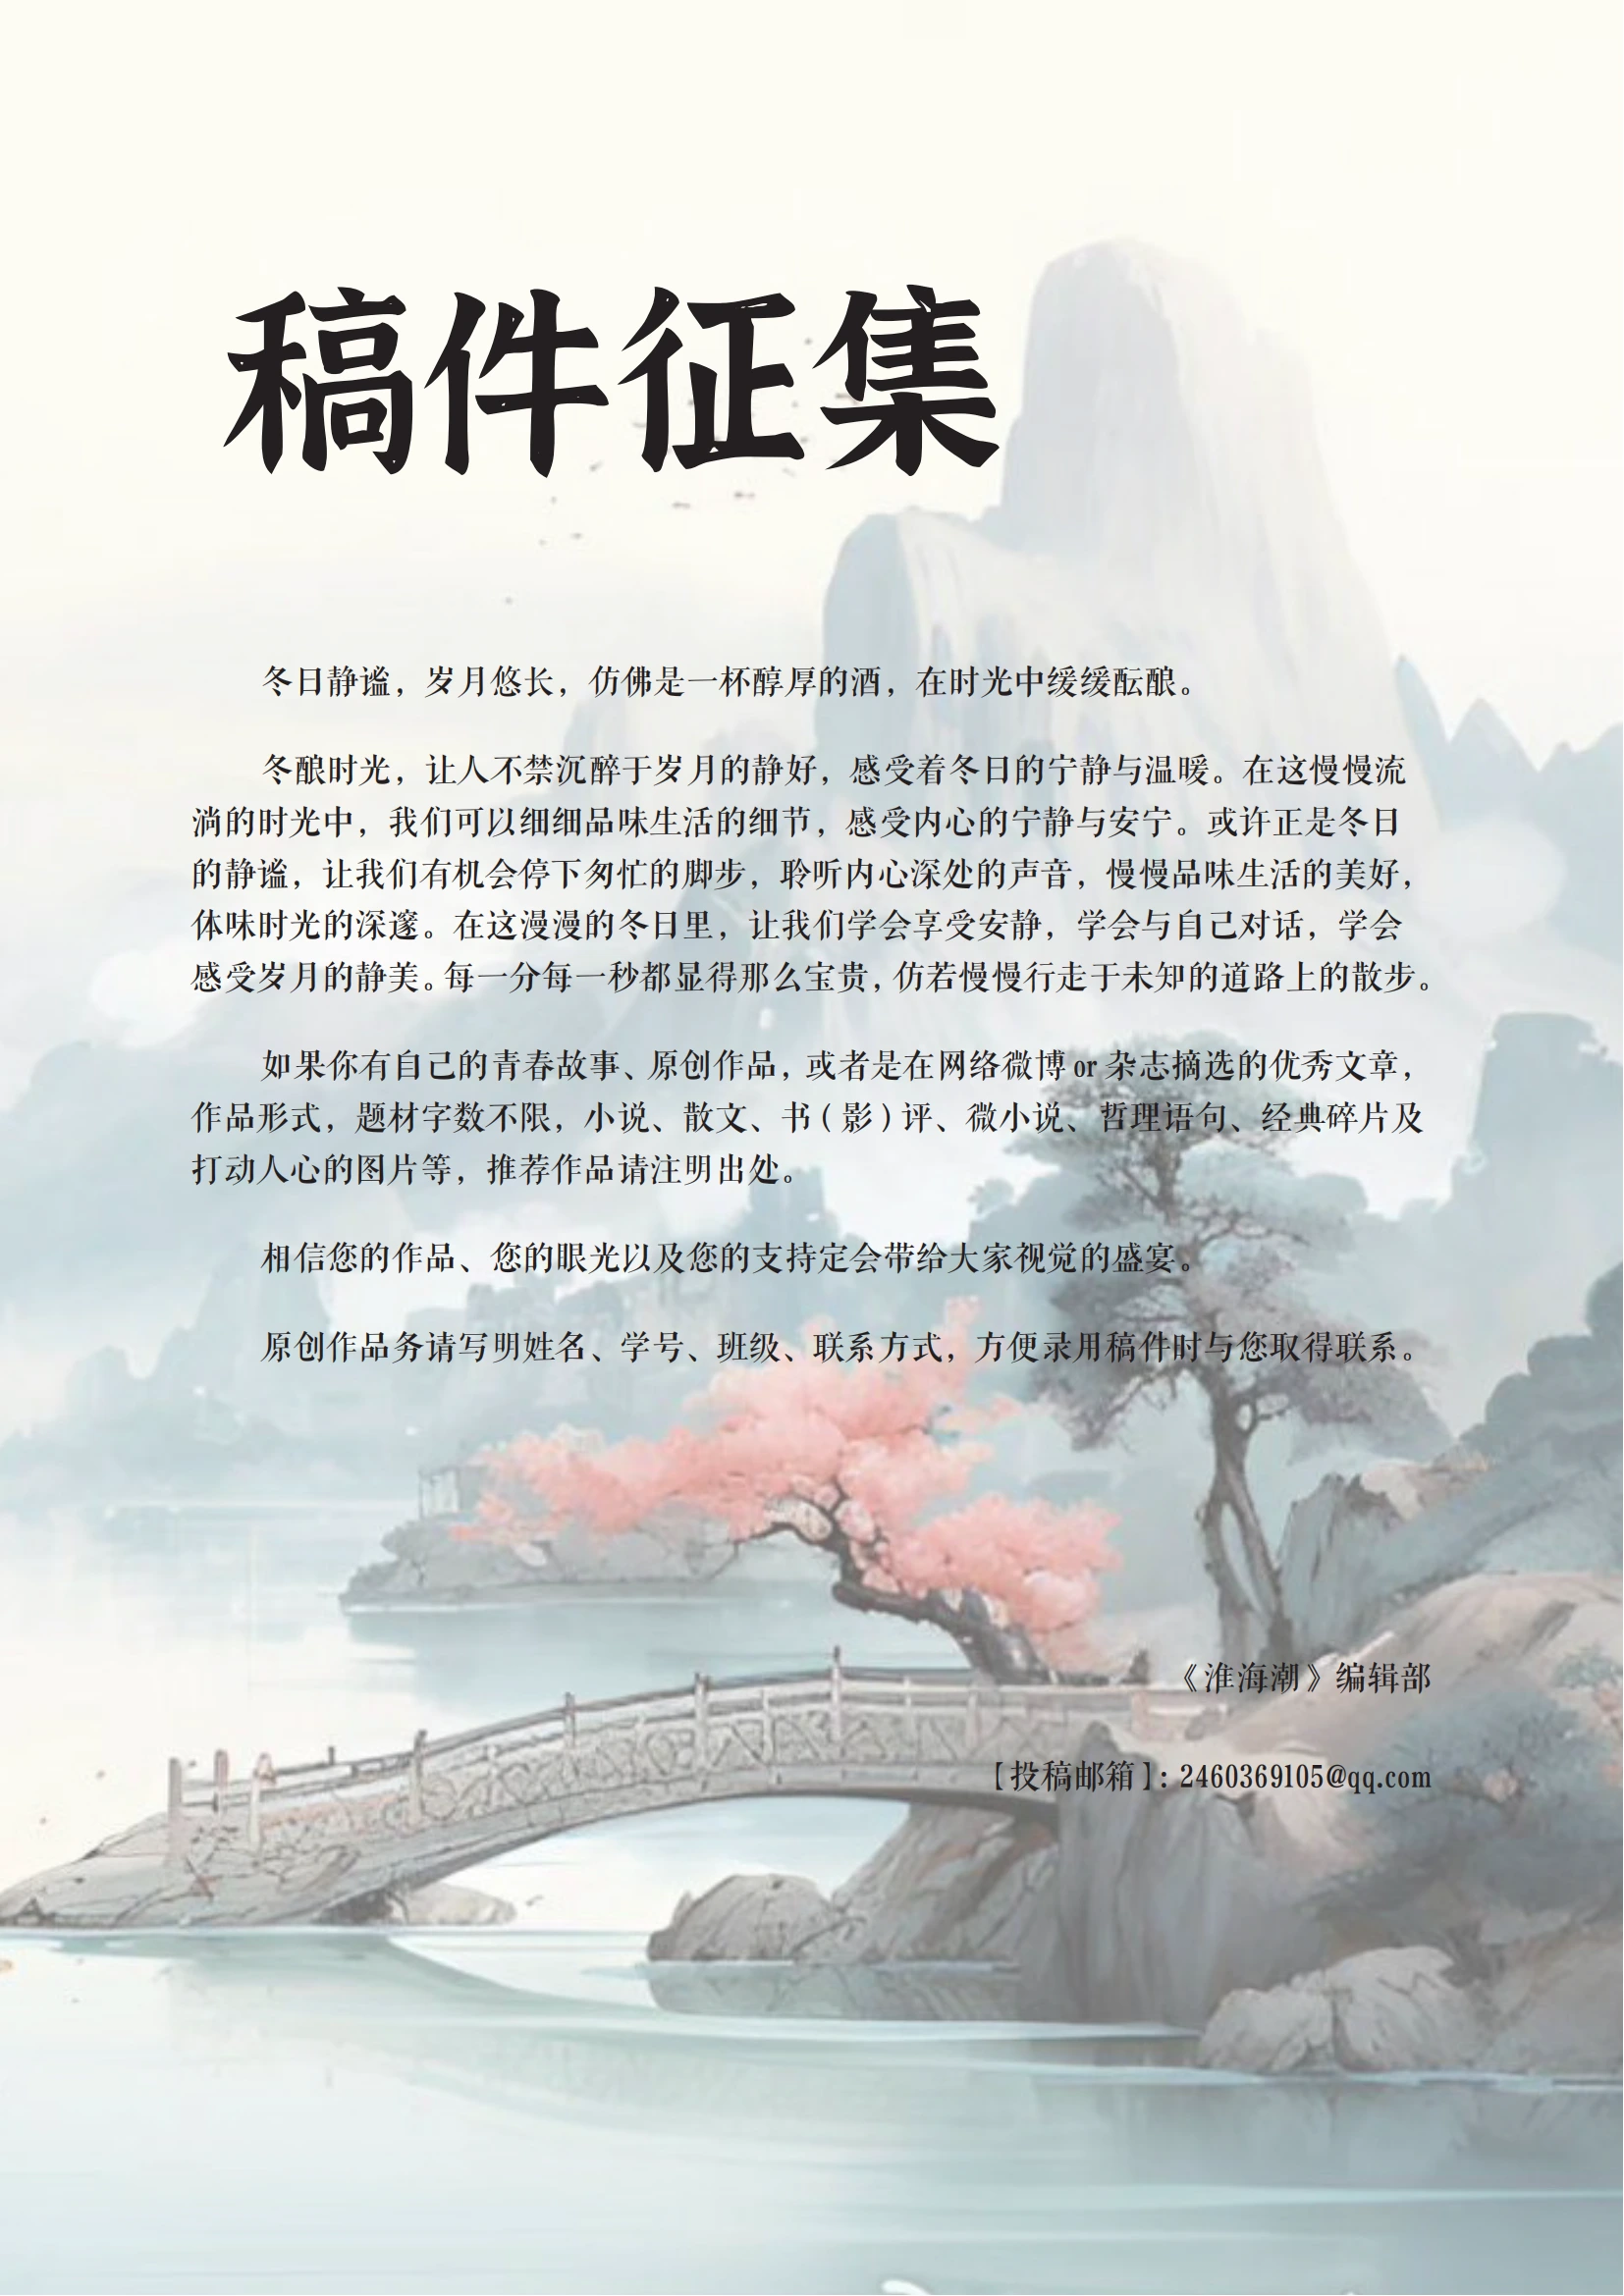 稿件征集
冬日静谧，岁月悠长，仿佛是一杯醇厚的酒，在时光中缓缓酝酿。
冬酿时光，让人不禁沉醉于岁月的静好，感受着冬日的宁静与温暖。在这慢慢流
淌的时光中，我们可以细细品味生活的细节，感受内心的宁静与安宁。或许正是冬日
的静谧，让我们有机会停下匆忙的脚步，聆听内心深处的声音，慢慢品味生活的美好，
体味时光的深邃。在这漫漫的冬日里，让我们学会享受安静，学会与自己对话，学会
感受岁月的静美。每一分每一秒都显得那么宝贵，仿若慢慢行走于未知的道路上的散步。
如果你有自己的青春故事、原创作品，或者是在网络微博or杂志摘选的优秀文章，
作品形式，题材字数不限，小说、散文、书（影）评、微小说、哲理语句、经典碎片及
打动人心的图片等，推荐作品请注明出处。
相信您的作品、您的眼光以及您的支持定会带给大家视觉的盛宴。
原创作品务请写明姓名、学号、班级、联系方式，方便录用稿件时与您取得联系。
《淮海潮》编辑部
【投稿邮箱】：2460369105@qq.com